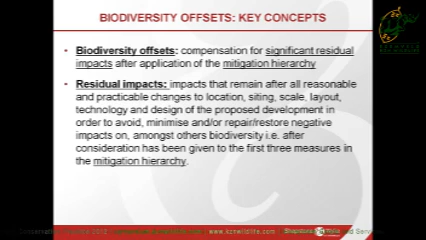 BIODIVERSITY OFFSETS: KEY CONCEPTS
• Biodiversity offsets: compensation for significant residual
impacts after application of the mitigation hierarchy
• Residual impacts: impacts that remain after all reasonable
and practicable changes to location, siting, scale, layout,
technology and design of the proposed development in
order to avoid, minimise and/or repair/restore negative
impacts on, amongst others biodiversity i.e. after
consideration has been given to the first three measures in
the mitigation hierarchy.
www.kznwildlife.com